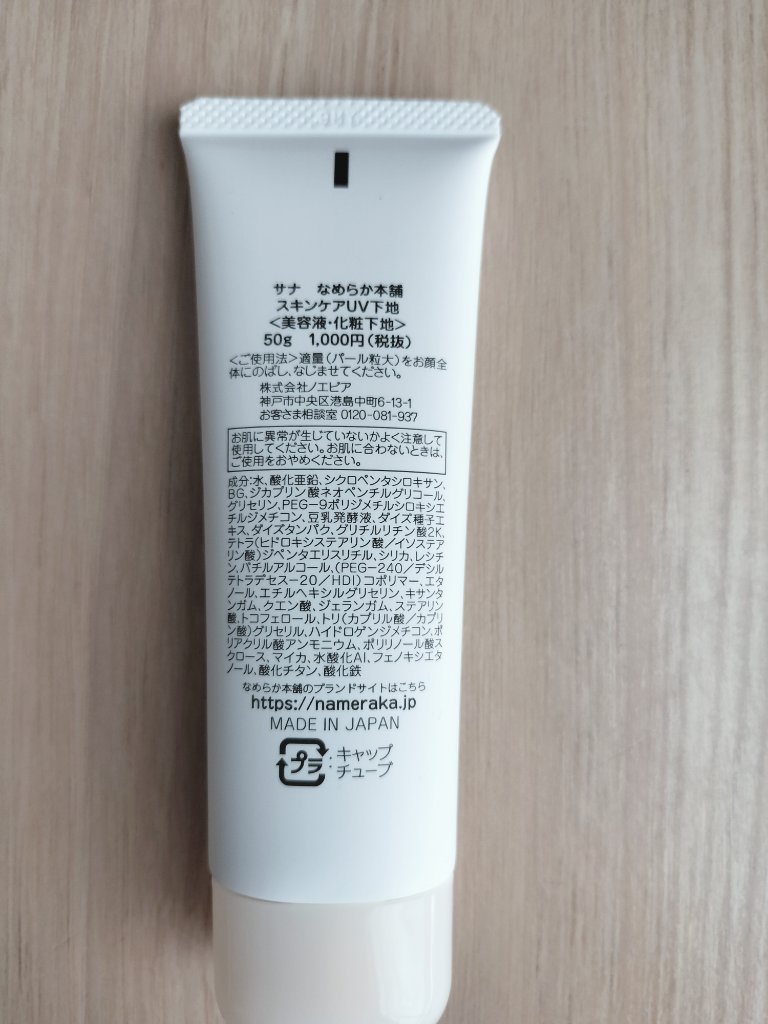 サナ なめらか本舗
スキンケアUV下地
<美容液・化粧下地>
50g 1,000円(税抜)
<ご使用法>適量(パール粒大)をお顔全
体にのばし、なじませてください。
株式会社ノエビア
神戸市中央区港島中町6-13-1
お客さま相談室 0120-081-937
お肌に異常が生じていないかよく注意して
使用してください。お肌に合わないときは、
ご使用をおやめください。
成分:水、酸化亜鉛、シクロペンタシロキサン、
BG、ジカプリン酸ネオペンチルグリコール、
グリセリン、PEG-9ポリジメチルシロキシエ
チルジメチコン、豆乳発酵液、ダイズ種子エ
キス、ダイズタンパク、グリチルリチン酸2K、
テトラ(ヒドロキシステアリン酸/イソステア
リン酸)ジペンタエリスリチル、シリカ、レシチ
ン、バチルアルコール、(PEG-240/デシル
テトラデセス-20/HDI)コポリマー、エタ
ノール、エチルヘキシルグリセリン、キサンタ
ンガム、クエン酸、ジェランガム、ステアリン
酸、トコフェロール、トリ(カプリル酸/カプリ
ン酸)グリセリル、ハイドロゲンジメチコン、ポ
リアクリル酸アンモニウム、ポリリノール酸ス
クロース、マイカ、水酸化Al、フェノキシエタ
ノール、酸化チタン、酸化鉄
なめらか本舗のブランドサイトはこちら
https://nameraka.jp
MADE IN JAPAN
プラ:キャップ
チューブ